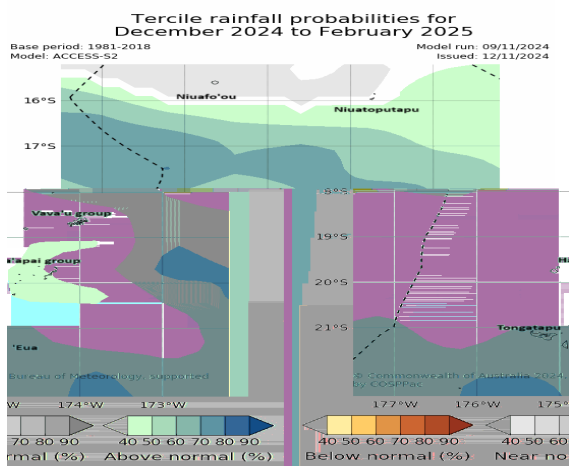 Tercile rainfall probabilities for
December 2024 to February 2025
Base period: 1981-2018
Model run: 09/11/2024
Model: ACCESS-S2
Issued: 12/11/2024
16°S
Niuafo'ou
Niuatoputapu
17°S
8°S
Vava'u group
19°S
'apai group
20°S
21°S
Tongatapu
'Eua
Bureau of Meteorology, supported
© Commonwealth of Australia 2024,
by COSPPac
W 174°W 173°W 177°W 176°W 175°
70 80 90 40 50 60 70 80 90 40 50 60 70 80 90 40 50 60
rmal (%) Above normal (%) Below normal (%) Near no